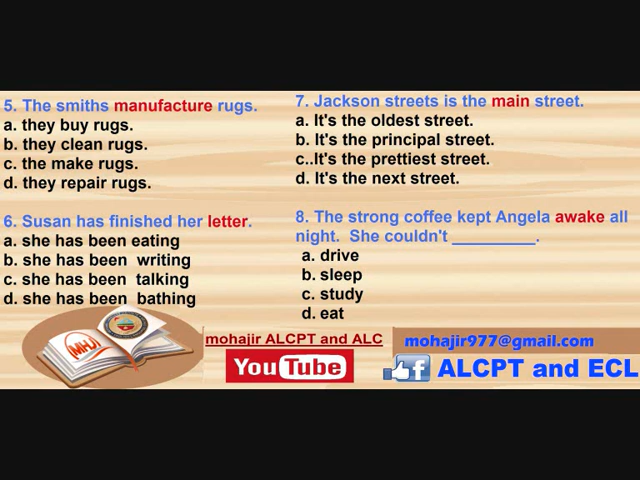 5. The smiths manufacture rugs.
a. they buy rugs.
b. they clean rugs.
c. the make rugs.
d. they repair rugs.
6. Susan has finished her letter.
a. she has been eating
b. she has been writing
c. she has been talking
d. she has been bathing
7. Jackson streets is the main street.
a. It's the oldest street.
b. It's the principal street.
c..It's the prettiest street.
d. It's the next street.
8. The strong coffee kept Angela awake all
night. She couldn't _________.
a. drive
b. sleep
c. study
d. eat
MHJ
mohajir ALCPT and ALC
YouTube
mohajir977@gmail.com
f ALCPT and ECL